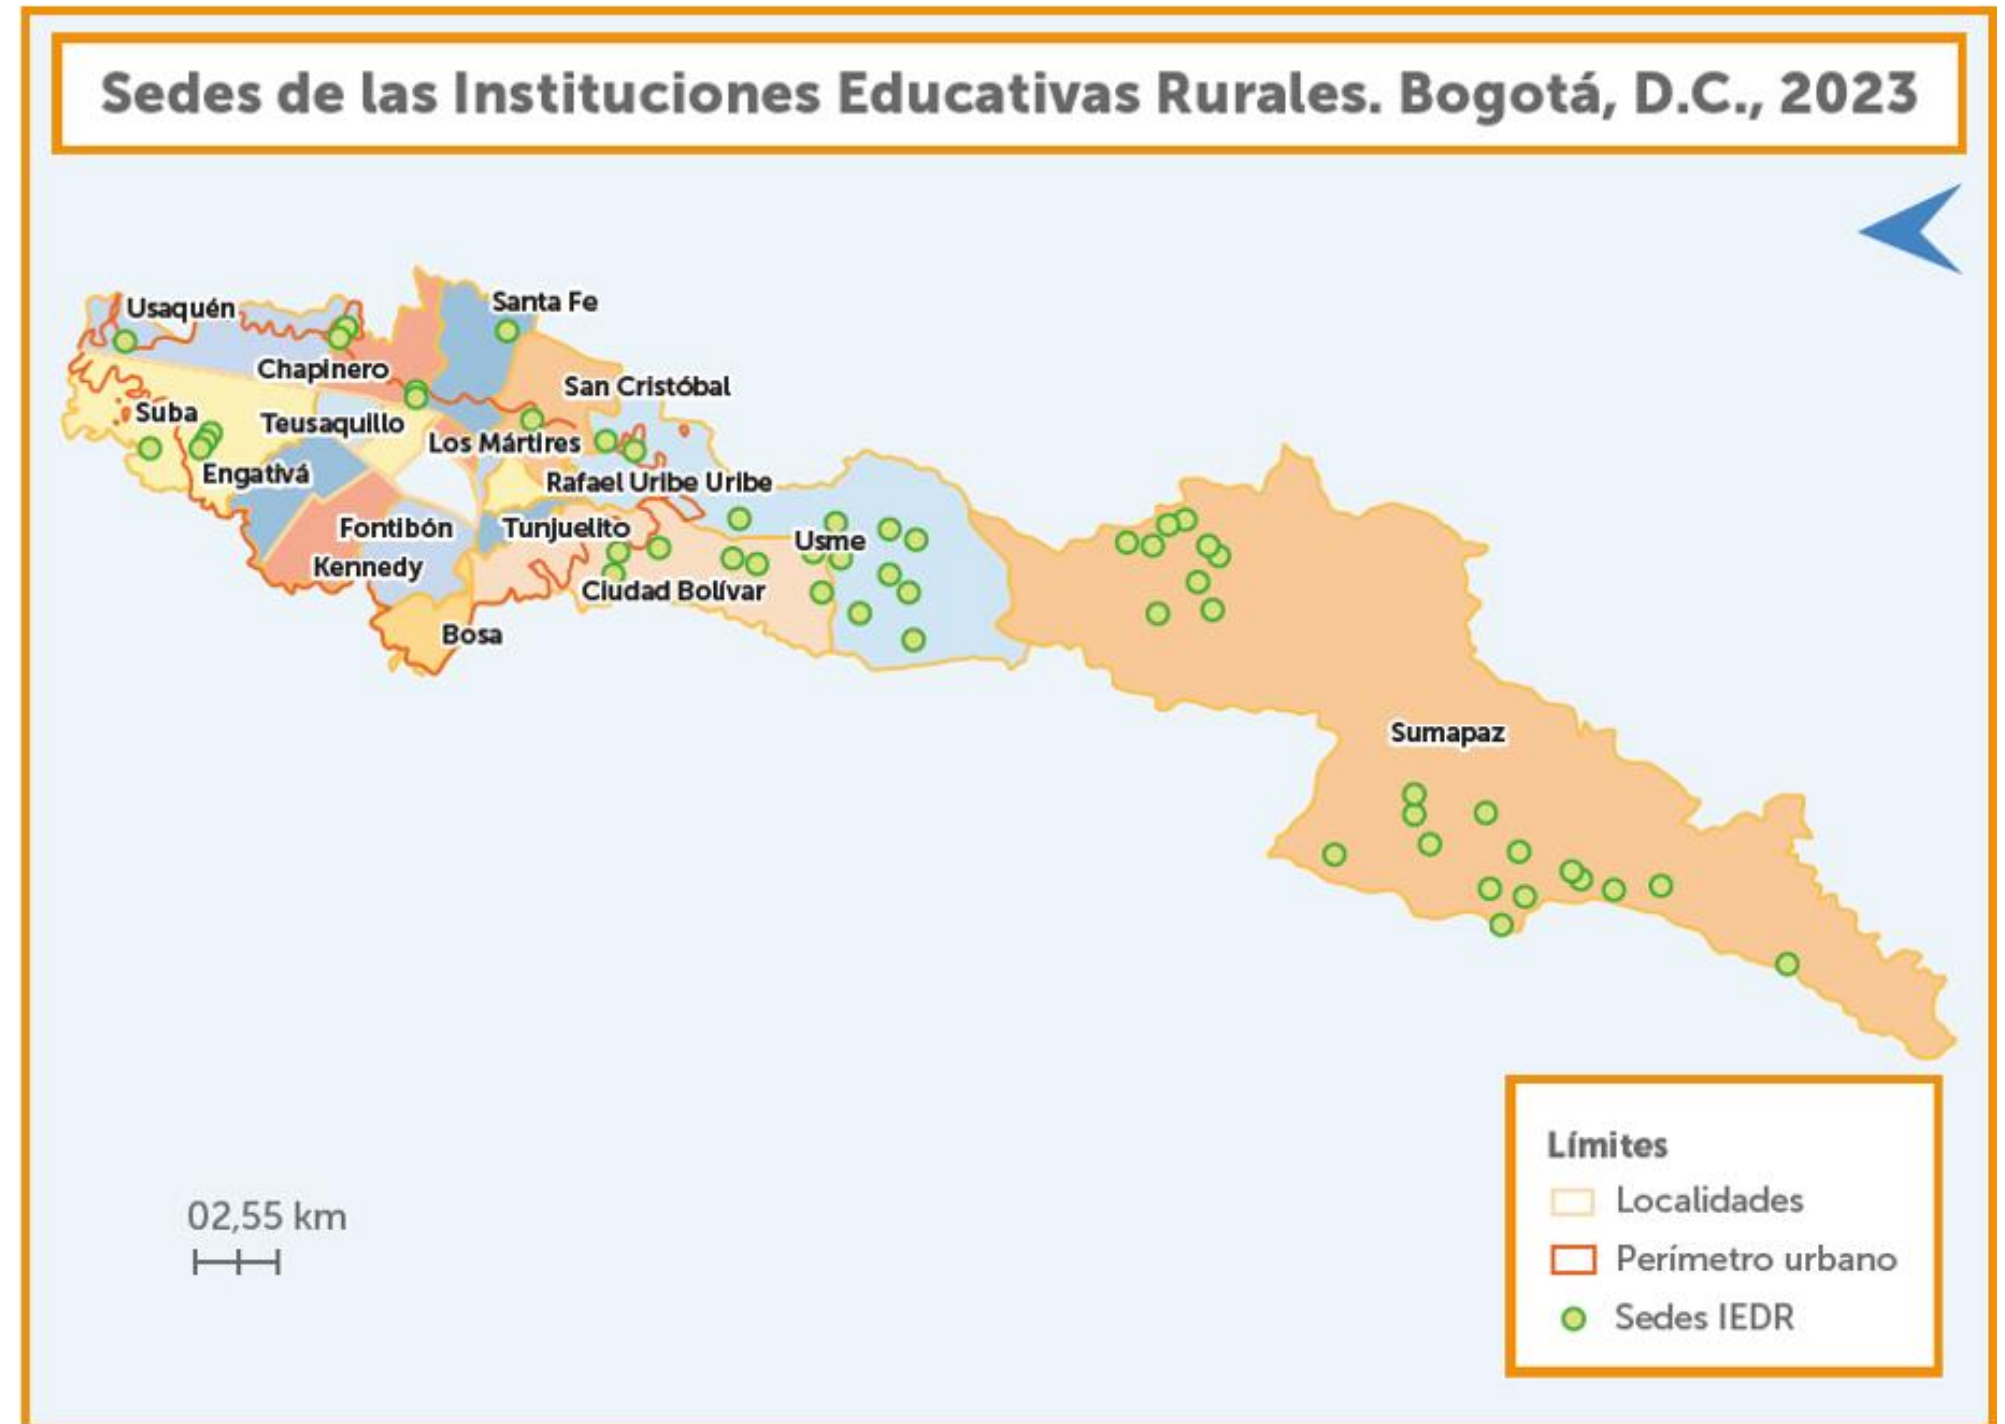 Sedes de las Instituciones Educativas Rurales. Bogotá, D.C., 2023
Usaquén
Santa Fe
Chapinero
San Cristóbal
Suba
Teusaquillo
Los Mártires
Engativá
Rafael Uribe Uribe
Fontibón
Tunjuelito
Usme
Kennedy
Ciudad Bolívar
Bosa
Sumapaz
02,55 km
Límites
Localidades
Perímetro urbano
Sedes IEDR